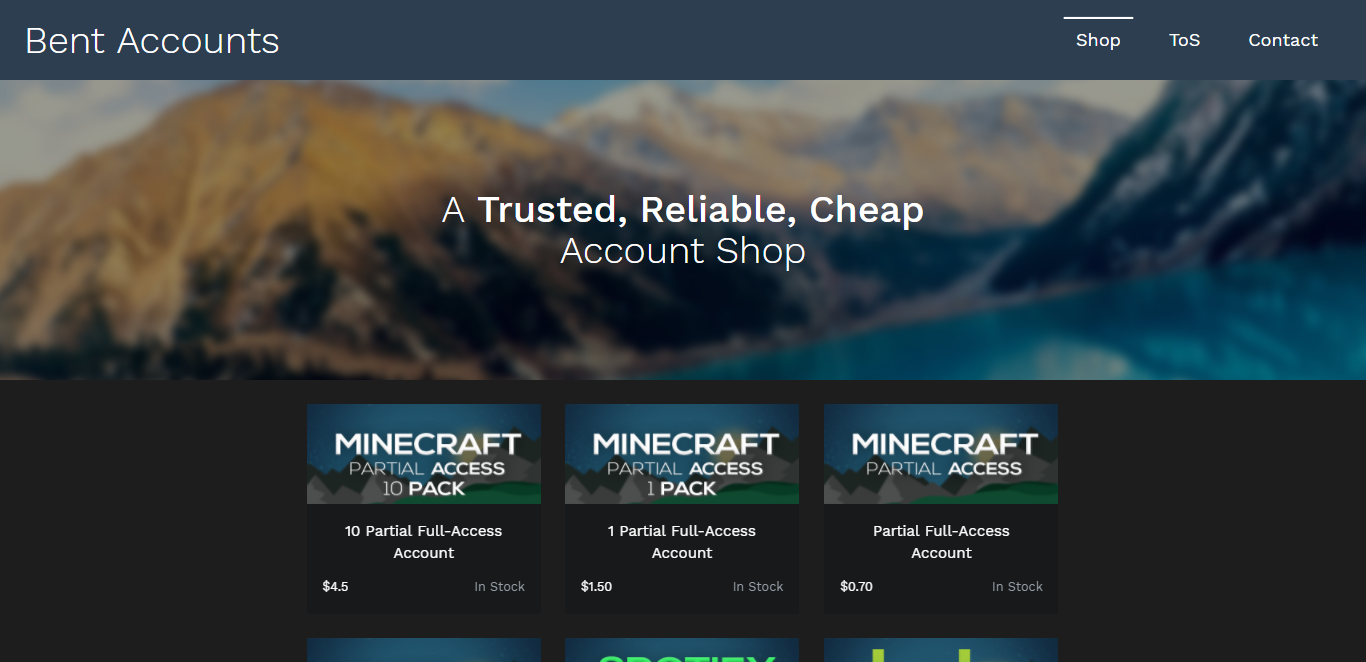 Bent Accounts
Shop
ToS
Contact
A Trusted, Reliable, Cheap
Account Shop
MINECRAFT
PARTIAL ACCESS
10 PACK
10 Partial Full-Access
Account
$4.5
In Stock
MINECRAFT
PARTIAL ACCESS
1 PACK
1 Partial Full-Access
Account
$1.50
In Stock
MINECRAFT
PARTIAL ACCESS
Partial Full-Access
Account
$0.70
In Stock
SPOTIFY